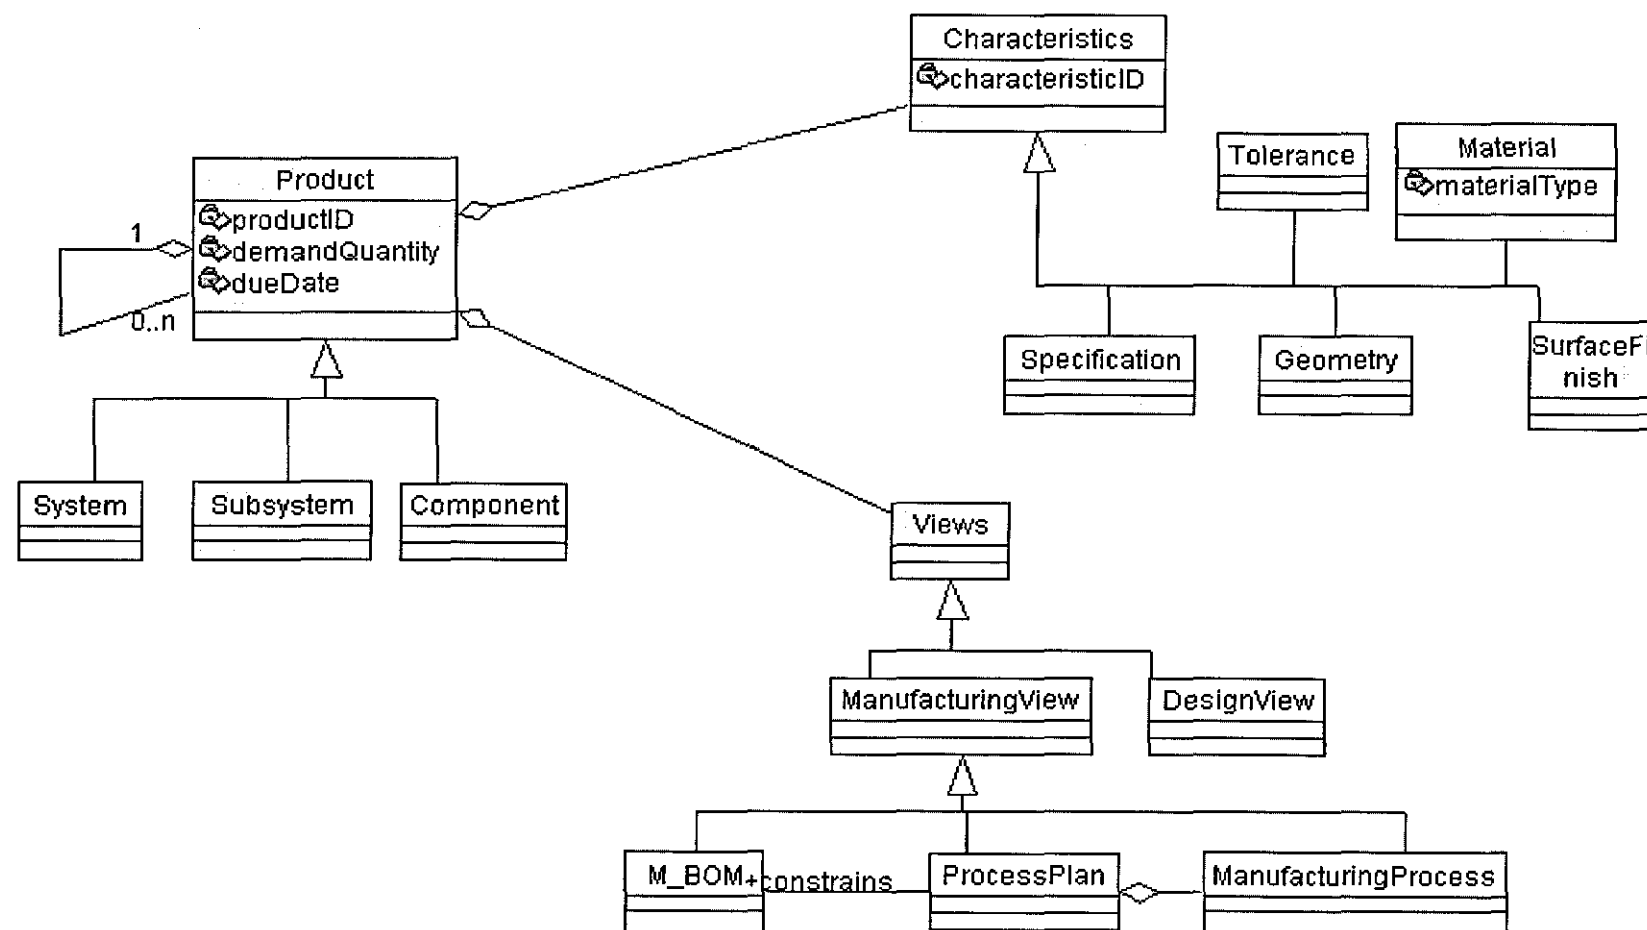 Characteristics
characteristicID
Tolerance
Material
materialType
Product
productID
demandQuantity
dueDate
1
0..n
Specification
Geometry
SurfaceFi
nish
System
Subsystem
Component
Views
ManufacturingView
DesignView
M_BOM
+constrains
ProcessPlan
ManufacturingProcess